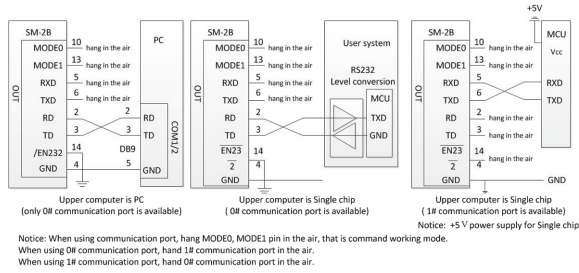 SM-2B
OUT
MODE0 10 hang in the air
MODE1 13 hang in the air
RXD 5 hang in the air
TXD 6 hang in the air
RD 2
TD 3
/EN232 14
GND 4
PC
2 RD
3 TD
DB9
5 GND
COM1/2
Upper computer is PC
(only 0# communication port is available)
SM-2B
OUT
MODE0 10 hang in the air
MODE1 13 hang in the air
RXD 5 hang in the air
TXD 6 hang in the air
RD 2
TD 3
EN23 14
2 4
GND
User system
RS232
Level conversion
MCU
TXD
GND
Upper computer is Single chip
( 0# communication port is available)
+5V
SM-2B
OUT
MODE0 10 hang in the air
MODE1 13 hang in the air
RXD 5
TXD 6
RD 2 hang in the air
TD 3 hang in the air
EN23 14 hang in the air
2 4
GND
MCU
Vcc
RXD
TXD
GND
Upper computer is Single chip
( 1# communication port is available)
Notice: +5 V power supply for Single chip
Notice: When using communication port, hang MODE0, MODE1 pin in the air, that is command working mode.
When using 0# communication port, hand 1# communication port in the air.
When using 1# communication port, hand 0# communication port in the air.